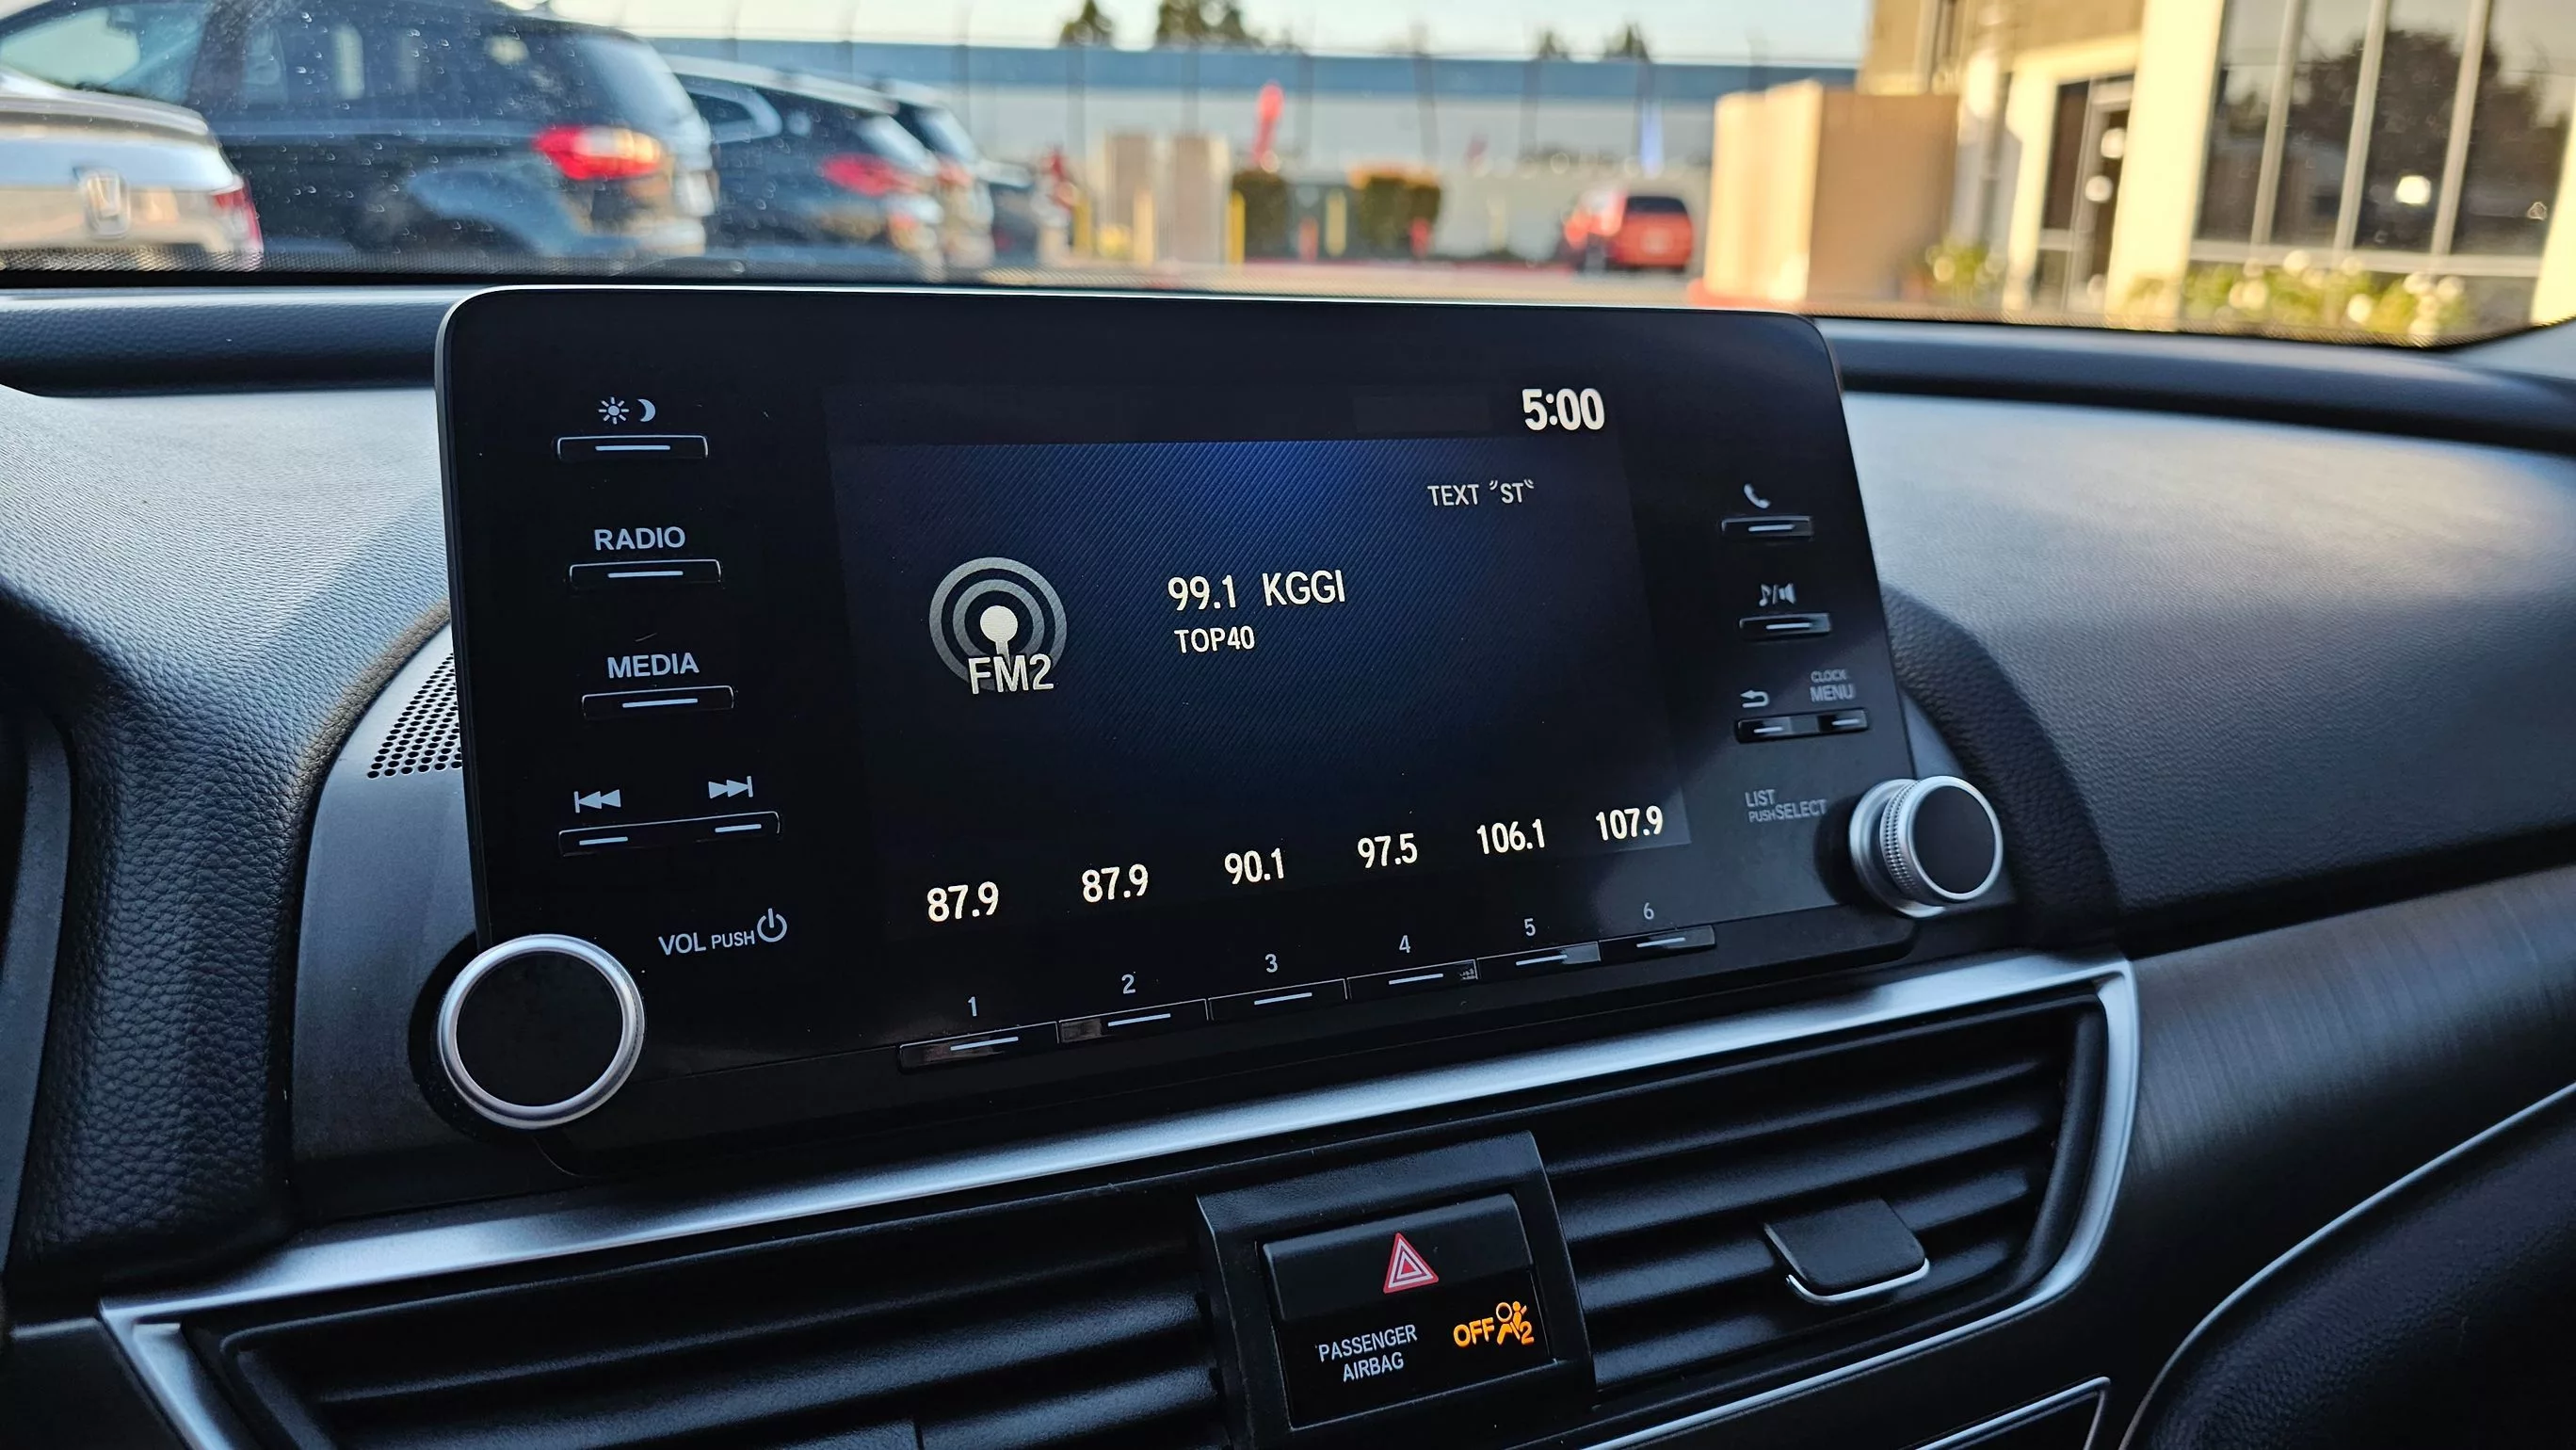 5:00
RADIO
TEXT "ST"
99.1 KGGI
TOP40
FM2
MEDIA
CLOCK
MENU
LIST
PUSH SELECT
87.9 87.9 90.1 97.5 106.1 107.9
VOL PUSH
1 2 3 4 5 6
PASSENGER
AIRBAG
OFF 2